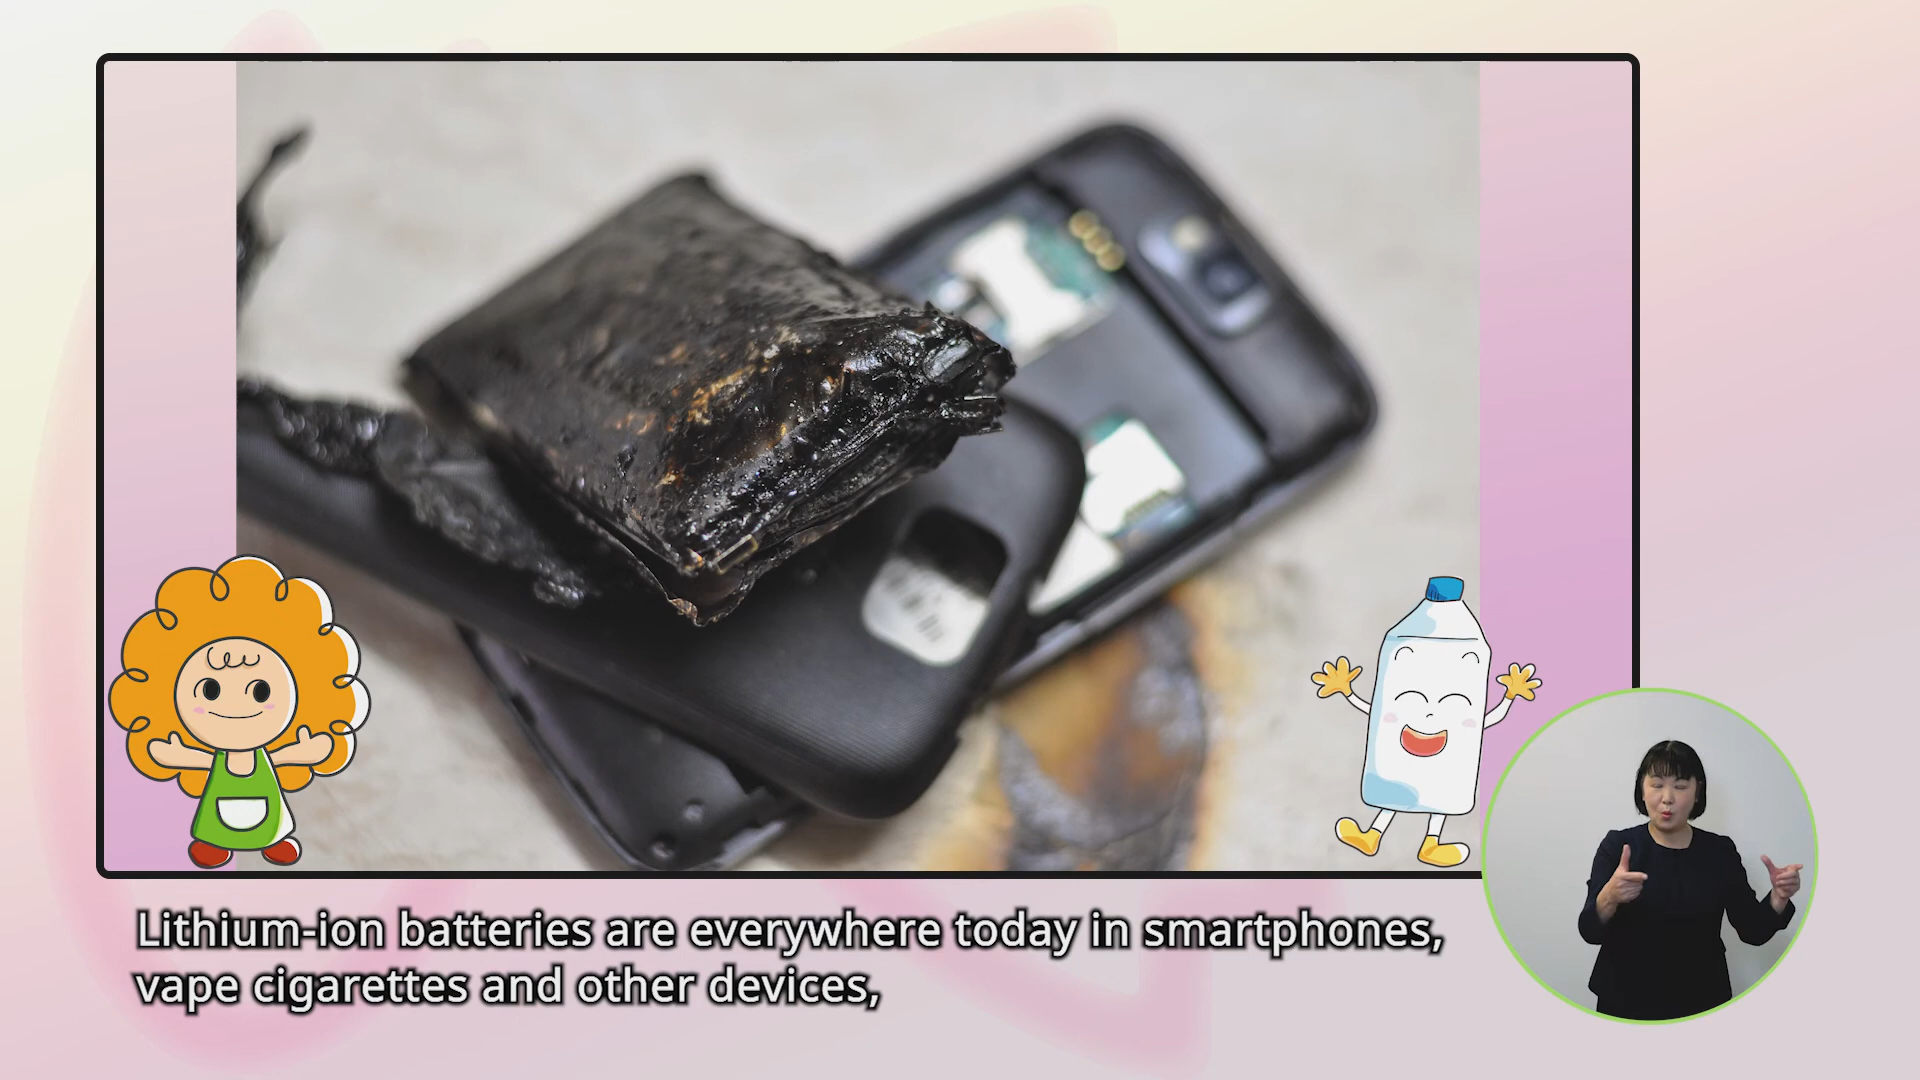 Lithium-ion batteries are everywhere today in smartphones,
vape cigarettes and other devices,